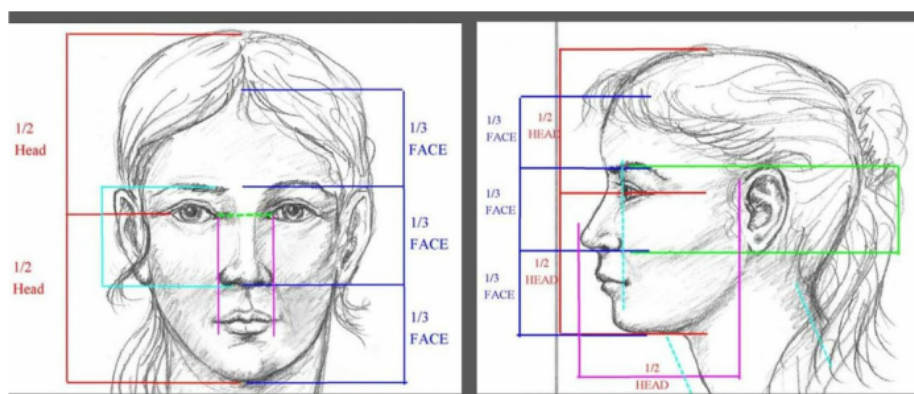 1/2
Head
1/2
Head
1/3
FACE
1/3
FACE
1/3
FACE
1/3
FACE
1/2
HEAD
1/3
FACE
1/3
FACE
1/2
HEAD
1/2
HEAD